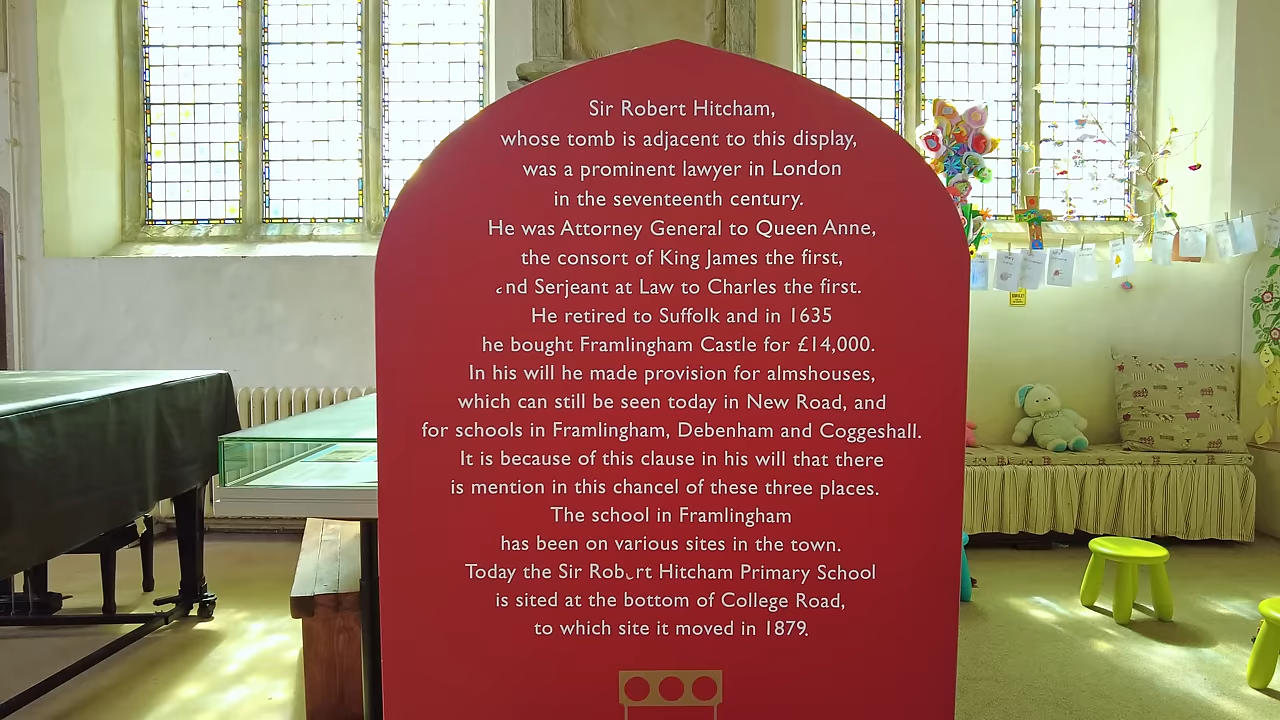 Sir Robert Hitcham,
whose tomb is adjacent to this display,
was a prominent lawyer in London
in the seventeenth century.
He was Attorney General to Queen Anne,
the consort of King James the first,
and Serjeant at Law to Charles the first.
He retired to Suffolk and in 1635
he bought Framlingham Castle for £14,000.
In his will he made provision for almshouses,
which can still be seen today in New Road, and
for schools in Framlingham, Debenham and Coggeshall.
It is because of this clause in his will that there
is mention in this chancel of these three places.
The school in Framlingham
has been on various sites in the town.
Today the Sir Robert Hitcham Primary School
is sited at the bottom of College Road,
to which site it moved in 1879.